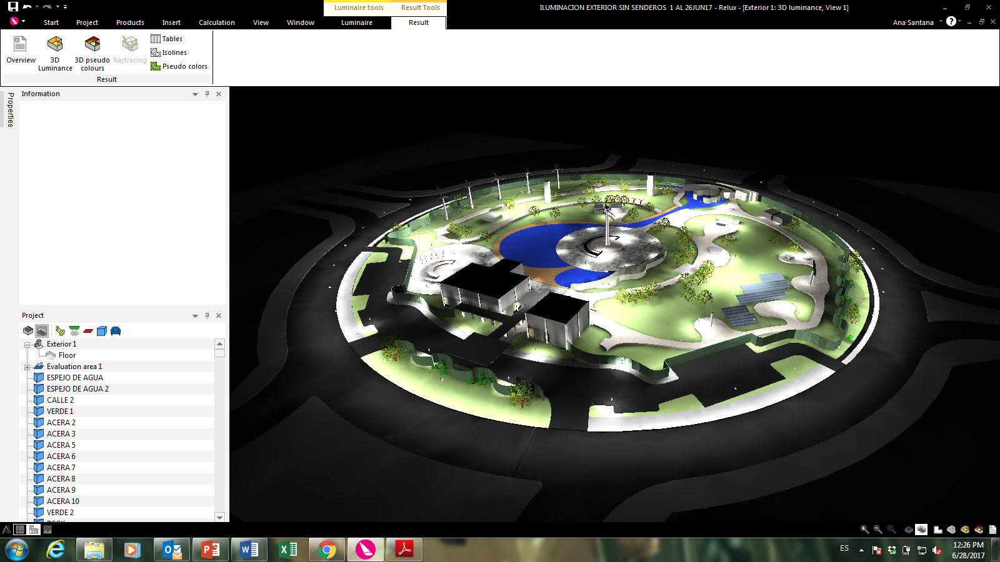 Luminaire tools
Result Tools
ILUMINACION EXTERIOR SIN SENDEROS 1 AL 26JUN17 - Relux - [Exterior 1: 3D luminance, View 1]
Start
Project
Products
Insert
Calculation
View
Window
Luminaire
Result
Ana Santana
Overview
3D
Luminance
3D pseudo
colours
Raytracing
Tables
Isolines
Pseudo colors
Result
Properties
Information
Project
Exterior 1
Floor
Evaluation area 1
ESPEJO DE AGUA
ESPEJO DE AGUA 2
CALLE 2
VERDE 1
ACERA 2
ACERA 3
ACERA 5
ACERA 6
ACERA 7
ACERA 8
ACERA 9
ACERA 10
VERDE 2
DECK
ES
12:26 PM
6/28/2017